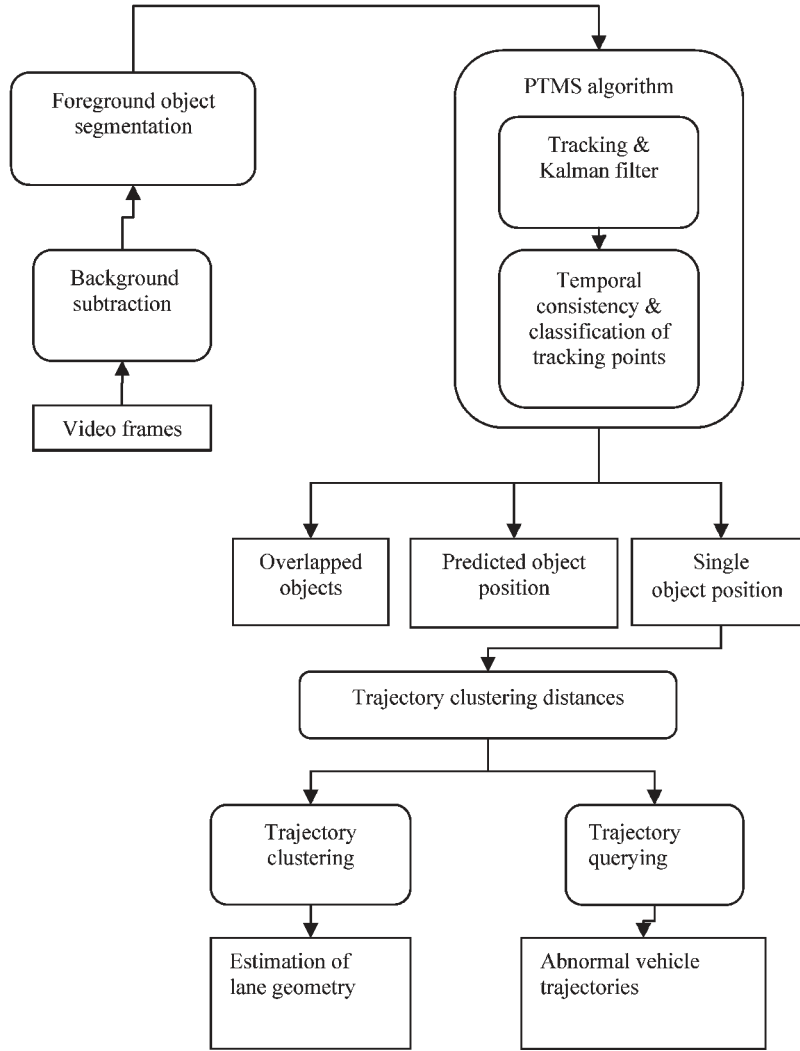 Foreground object
segmentation
Background
subtraction
Video frames
PTMS algorithm
Tracking &
Kalman filter
Temporal
consistency &
classification of
tracking points
Overlapped
objects
Predicted object
position
Single
object position
Trajectory clustering distances
Trajectory
clustering
Trajectory
querying
Estimation of
lane geometry
Abnormal vehicle
trajectories